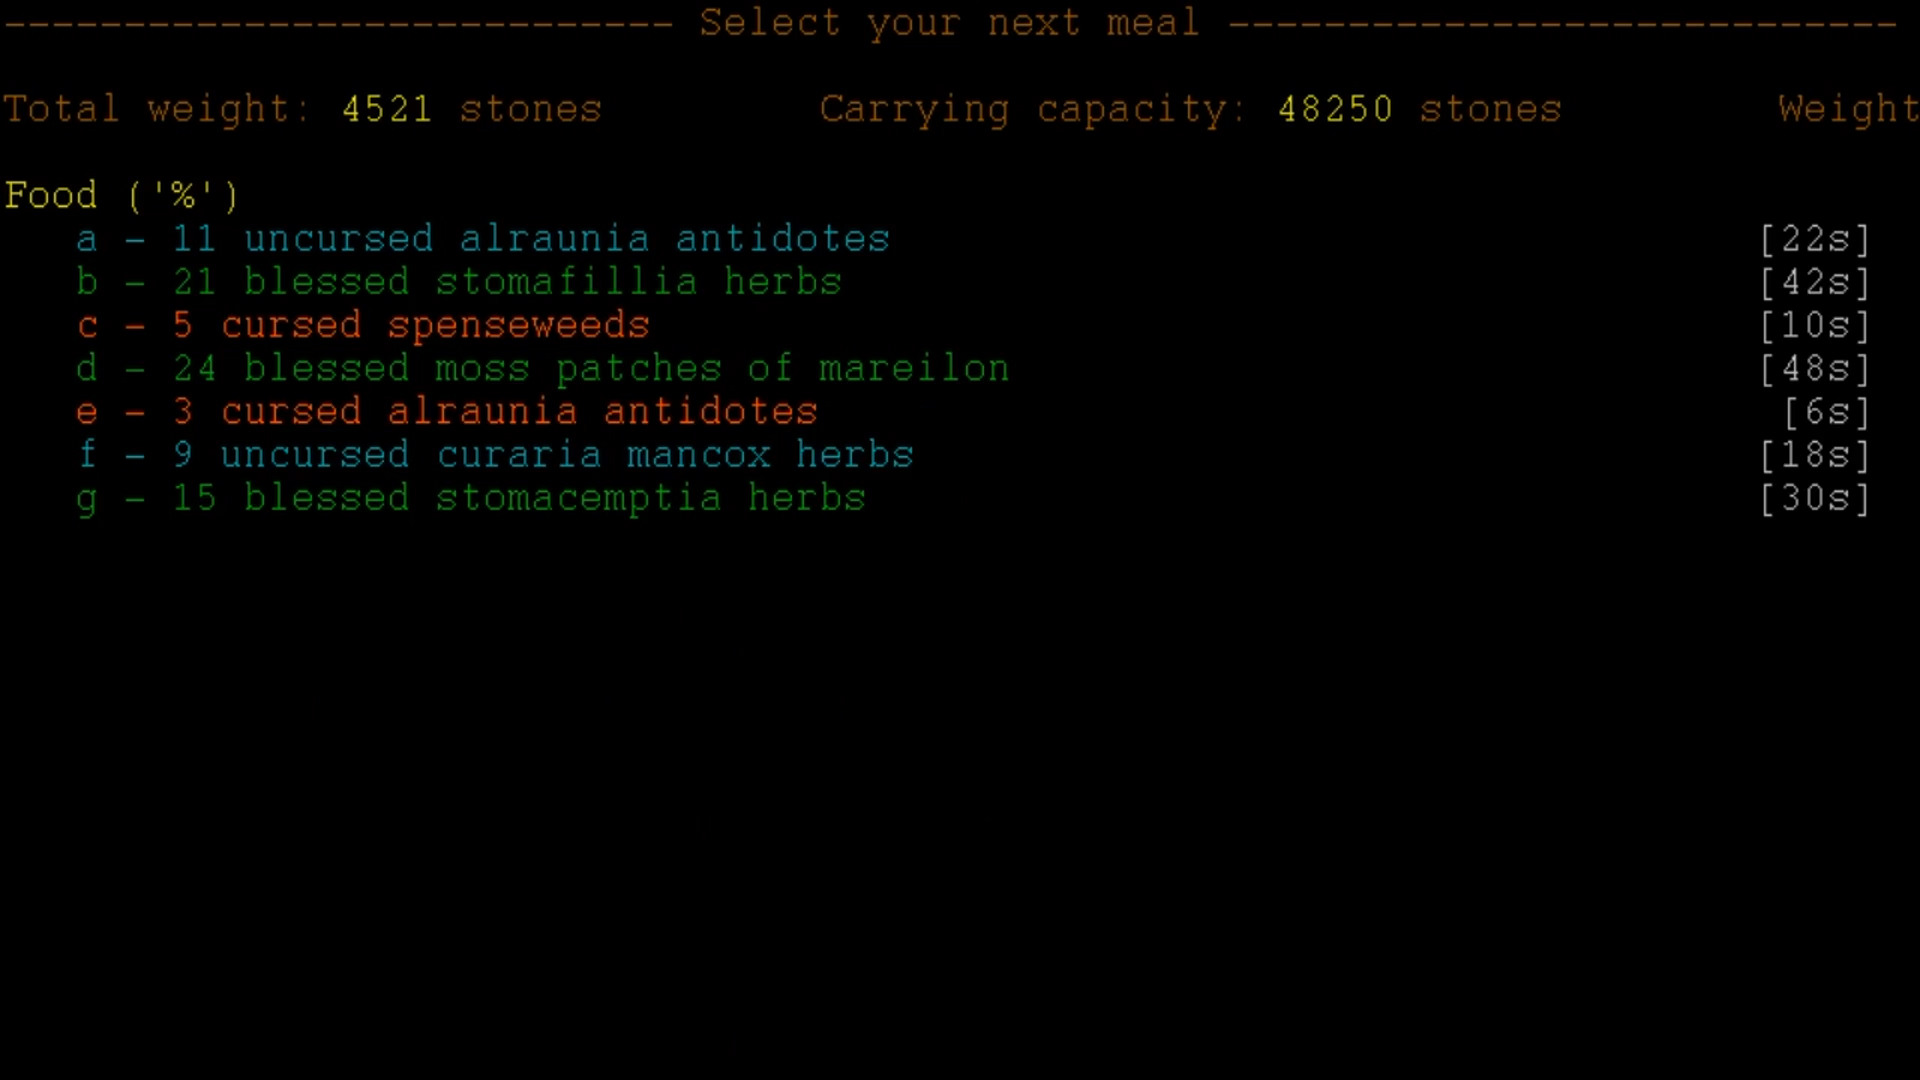 ---------------------------- Select your next meal ----------------------------
Total weight: 4521 stones         Carrying capacity: 48250 stones         Weight
Food ('%')
a - 11 uncursed alraunia antidotes [22s]
b - 21 blessed stomafillia herbs [42s]
c - 5 cursed spenseweeds [10s]
d - 24 blessed moss patches of mareilon [48s]
e - 3 cursed alraunia antidotes [6s]
f - 9 uncursed curaria mancox herbs [18s]
g - 15 blessed stomacemptia herbs [30s]